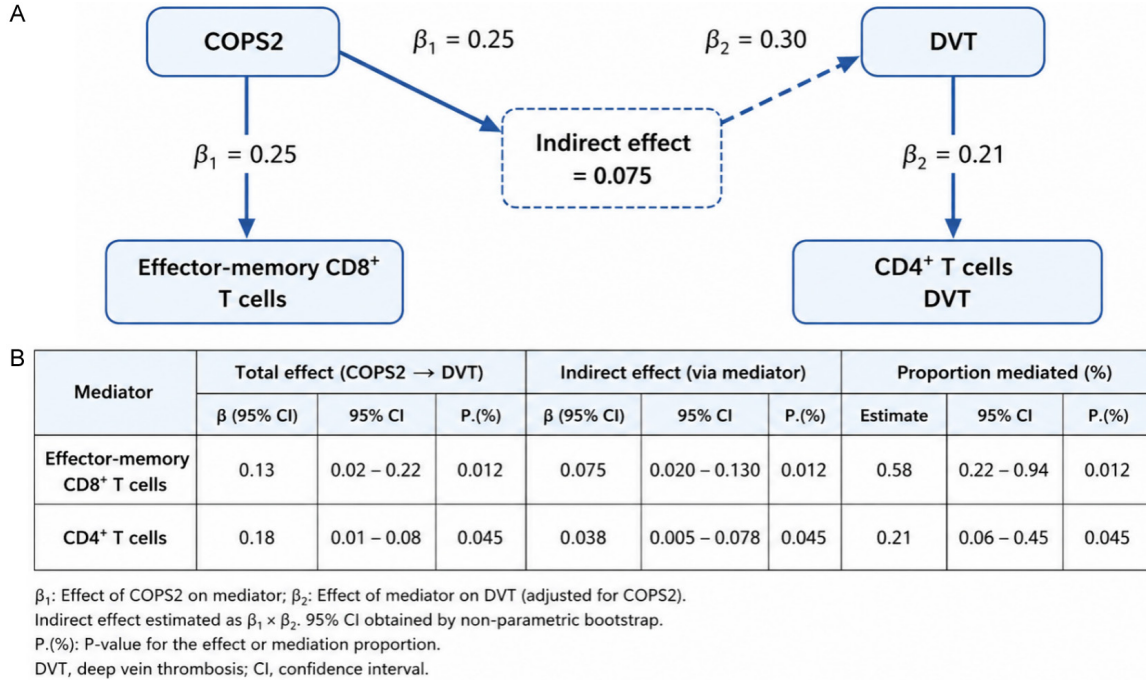 A
COPS2
β₁ = 0.25
β₂ = 0.30
DVT
Indirect effect
= 0.075
β₁ = 0.25
β₂ = 0.21
Effector-memory CD8⁺
T cells
CD4⁺ T cells
DVT
B
Mediator
Total effect (COPS2 → DVT)
Indirect effect (via mediator)
Proportion mediated (%)
β (95% CI)
95% CI
P.(%)
β (95% CI)
95% CI
P.(%)
Estimate
95% CI
P.(%)
Effector-memory
CD8⁺ T cells
0.13
0.02 – 0.22
0.012
0.075
0.020 – 0.130
0.012
0.58
0.22 – 0.94
0.012
CD4⁺ T cells
0.18
0.01 – 0.08
0.045
0.038
0.005 – 0.078
0.045
0.21
0.06 – 0.45
0.045
β₁: Effect of COPS2 on mediator; β₂: Effect of mediator on DVT (adjusted for COPS2).
Indirect effect estimated as β₁ × β₂. 95% CI obtained by non-parametric bootstrap.
P.(%): P-value for the effect or mediation proportion.
DVT, deep vein thrombosis; CI, confidence interval.